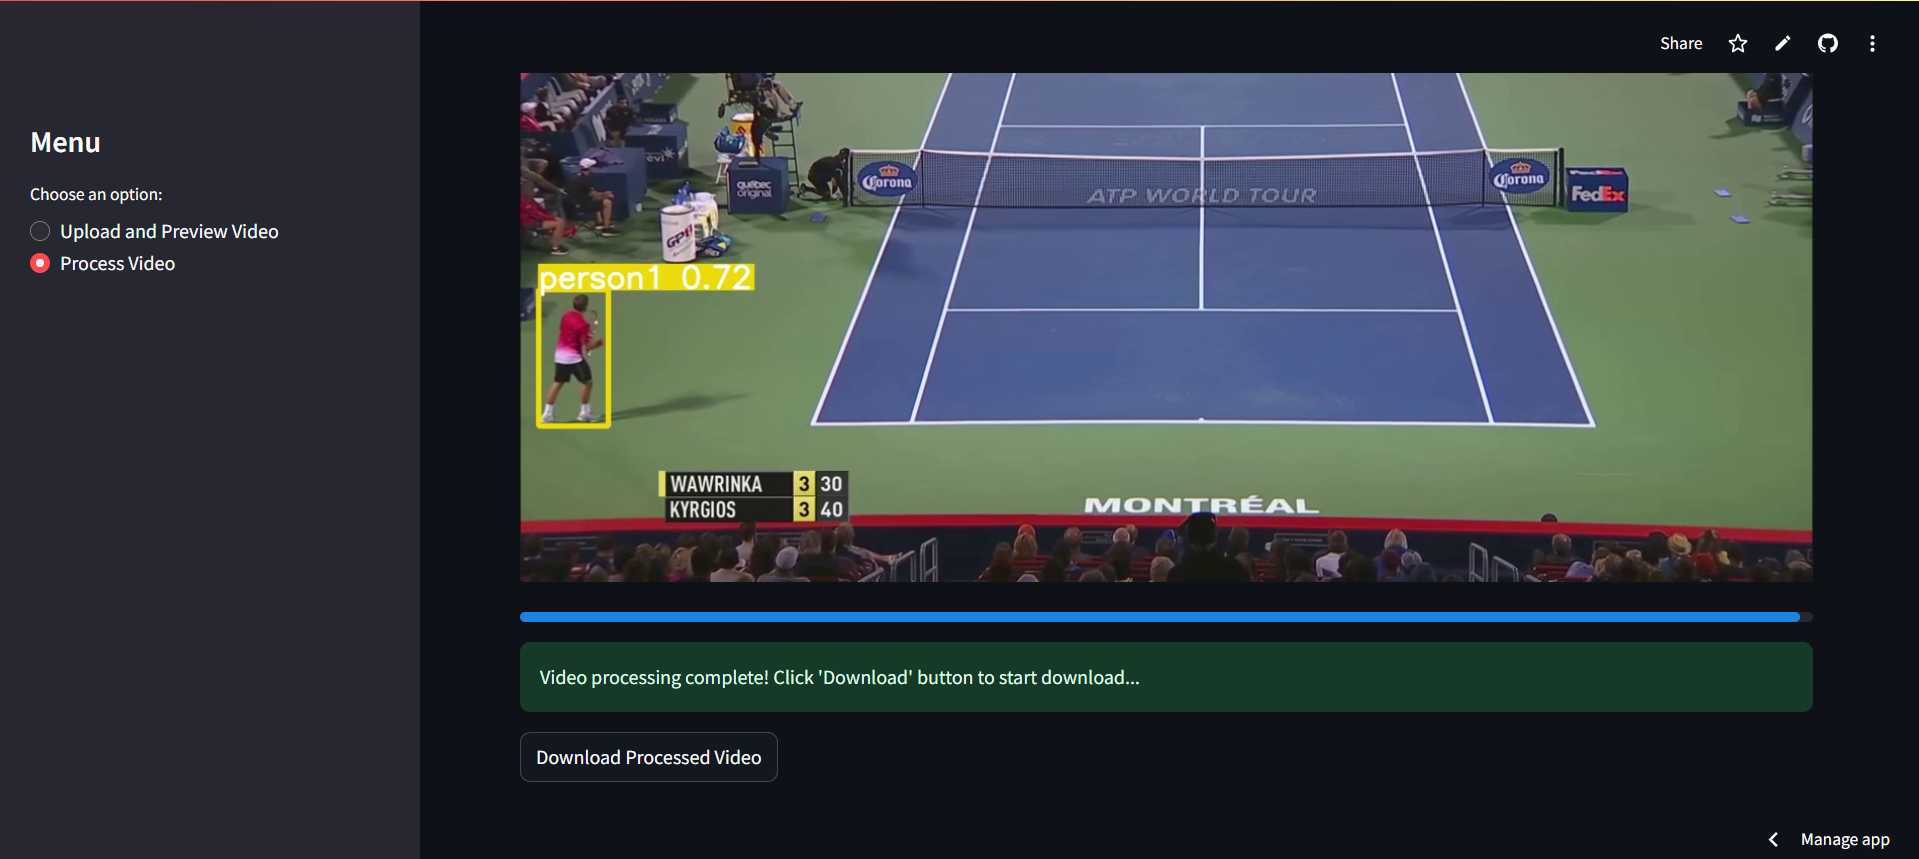 Share
Menu
Choose an option:
Upload and Preview Video
Process Video
québec
original
Corona
ATP WORLD TOUR
Corona
FedEx
person1 0.72
WAWRINKA 3 30
KYRGIOS 3 40
MONTRÉAL
Video processing complete! Click 'Download' button to start download...
Download Processed Video
Manage app